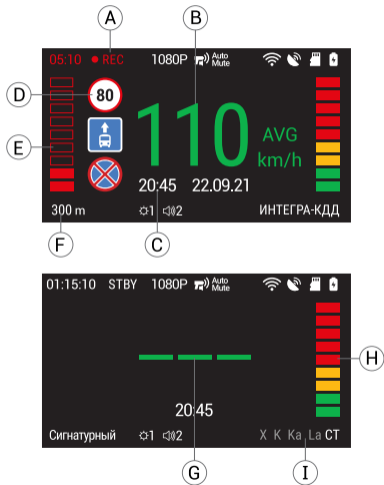 A
B
05:10 REC 1080P Auto Mute
D
80
E
110
AVG
km/h
20:45 22.09.21
300 m 1 2 ИНТЕГРА-КДД
F
C
01:15:10 STBY 1080P Auto Mute
H
20:45
Сигнатурный 1 2 X K Ka La CT
G
I